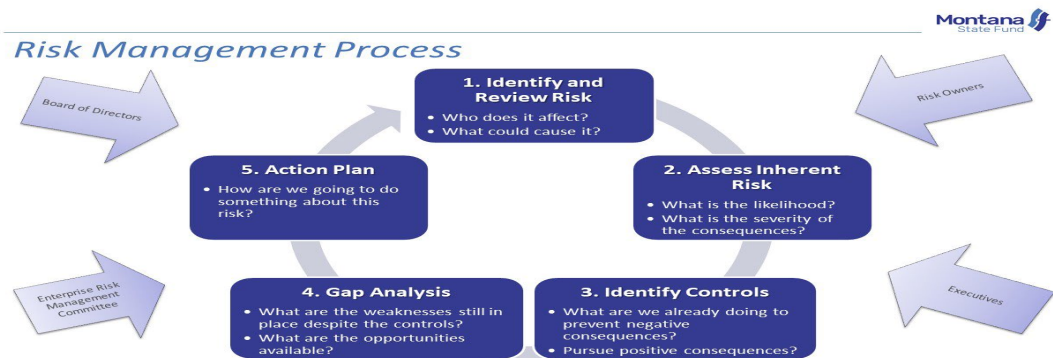 Montana
State Fund
Risk Management Process
Board of Directors
Risk Owners
1. Identify and
Review Risk
• Who does it affect?
• What could cause it?
5. Action Plan
• How are we going to do
something about this
risk?
2. Assess Inherent
Risk
• What is the likelihood?
• What is the severity of
the consequences?
Enterprise Risk
Management
Committee
4. Gap Analysis
• What are the weaknesses still in
place despite the controls?
• What are the opportunities
available?
3. Identify Controls
• What are we already doing to
prevent negative
consequences?
• Pursue positive consequences?
Executives